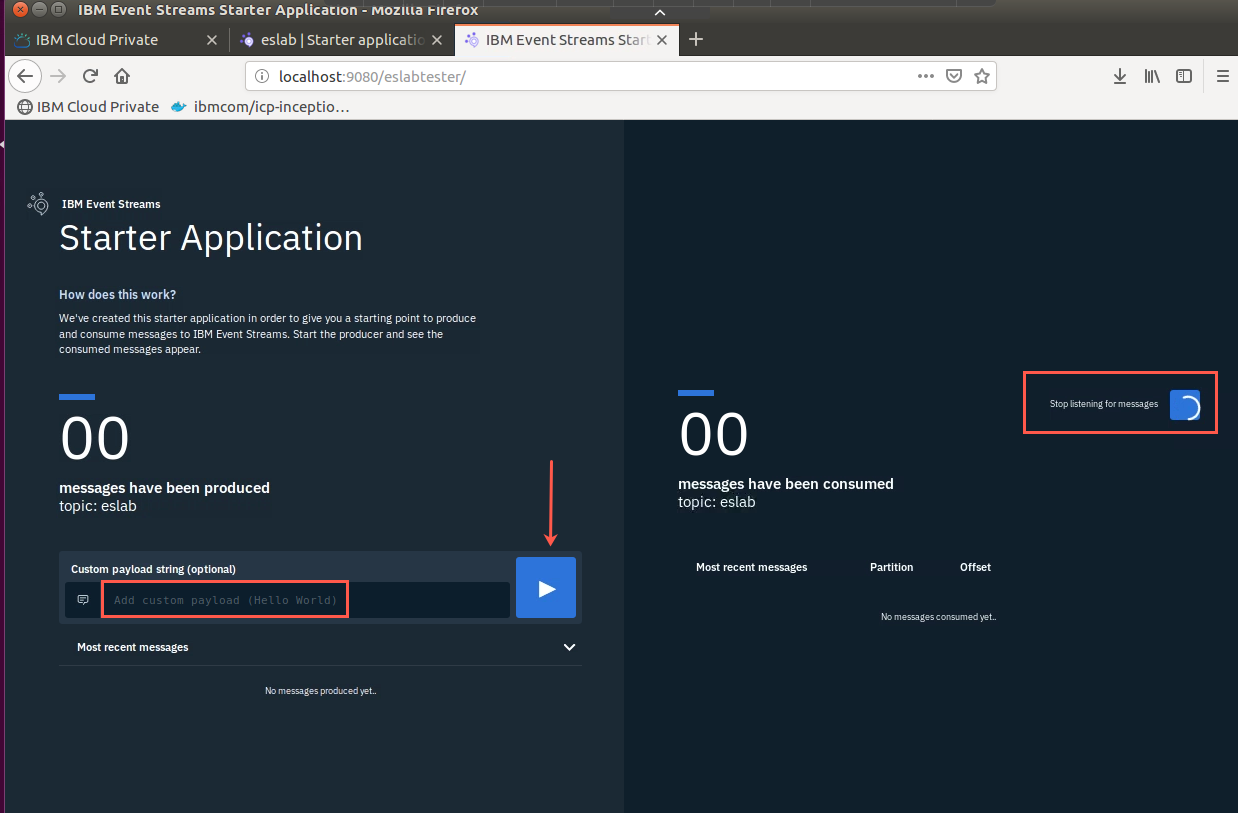 IBM Event Streams Starter Application - Mozilla Firefox
IBM Cloud Private
eslab | Starter applicatio
IBM Event Streams Start
localhost:9080/eslabtester/
IBM Cloud Private
ibmcom/icp-inceptio…
IBM Event Streams
Starter Application
How does this work?
We've created this starter application in order to give you a starting point to produce
and consume messages to IBM Event Streams. Start the producer and see the
consumed messages appear.
00
messages have been produced
topic: eslab
Custom payload string (optional)
Add custom payload (Hello World)
Most recent messages
No messages produced yet..
Stop listening for messages
00
messages have been consumed
topic: eslab
Most recent messages
Partition
Offset
No messages consumed yet..